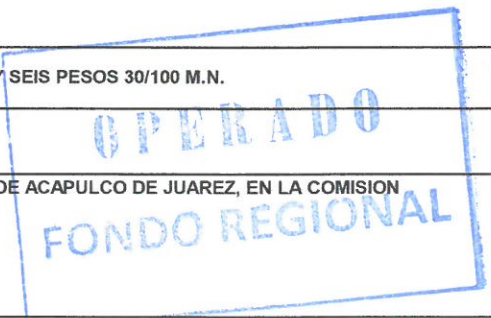 Y SEIS PESOS 30/100 M.N.
OPERADO
DE ACAPULCO DE JUAREZ, EN LA COMISION
FONDO REGIONAL